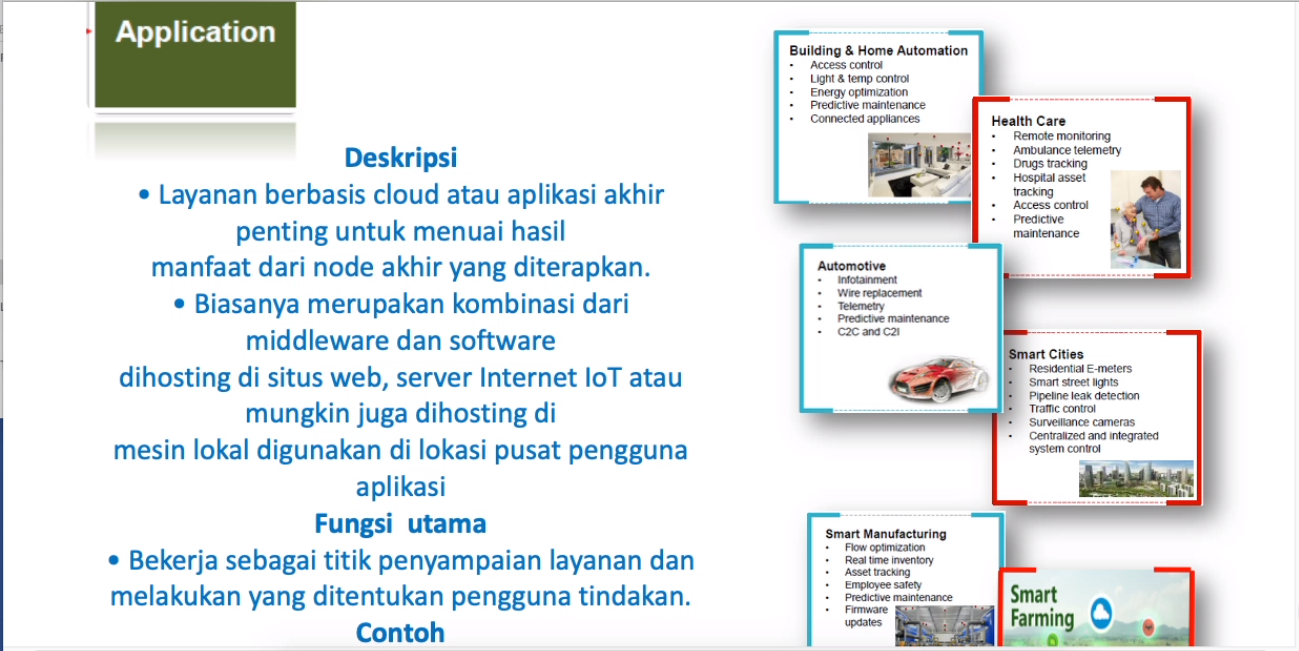 Application
Deskripsi
• Layanan berbasis cloud atau aplikasi akhir
penting untuk menuai hasil
manfaat dari node akhir yang diterapkan.
• Biasanya merupakan kombinasi dari
middleware dan software
dihosting di situs web, server Internet IoT atau
mungkin juga dihosting di
mesin lokal digunakan di lokasi pusat pengguna
aplikasi
Fungsi utama
• Bekerja sebagai titik penyampaian layanan dan
melakukan yang ditentukan pengguna tindakan.
Contoh
Building & Home Automation
• Access control
• Light & temp control
• Energy optimization
• Predictive maintenance
• Connected appliances
Health Care
• Remote monitoring
• Ambulance telemetry
• Drugs tracking
• Hospital asset
tracking
• Access control
• Predictive
maintenance
Automotive
• Infotainment
• Wire replacement
• Telemetry
• Predictive maintenance
• C2C and C2I
Smart Cities
• Residential E-meters
• Smart street lights
• Pipeline leak detection
• Traffic control
• Surveillance cameras
• Centralized and integrated
system control
Smart Manufacturing
• Flow optimization
• Real time inventory
• Asset tracking
• Employee safety
• Predictive maintenance
• Firmware
updates
Smart
Farming